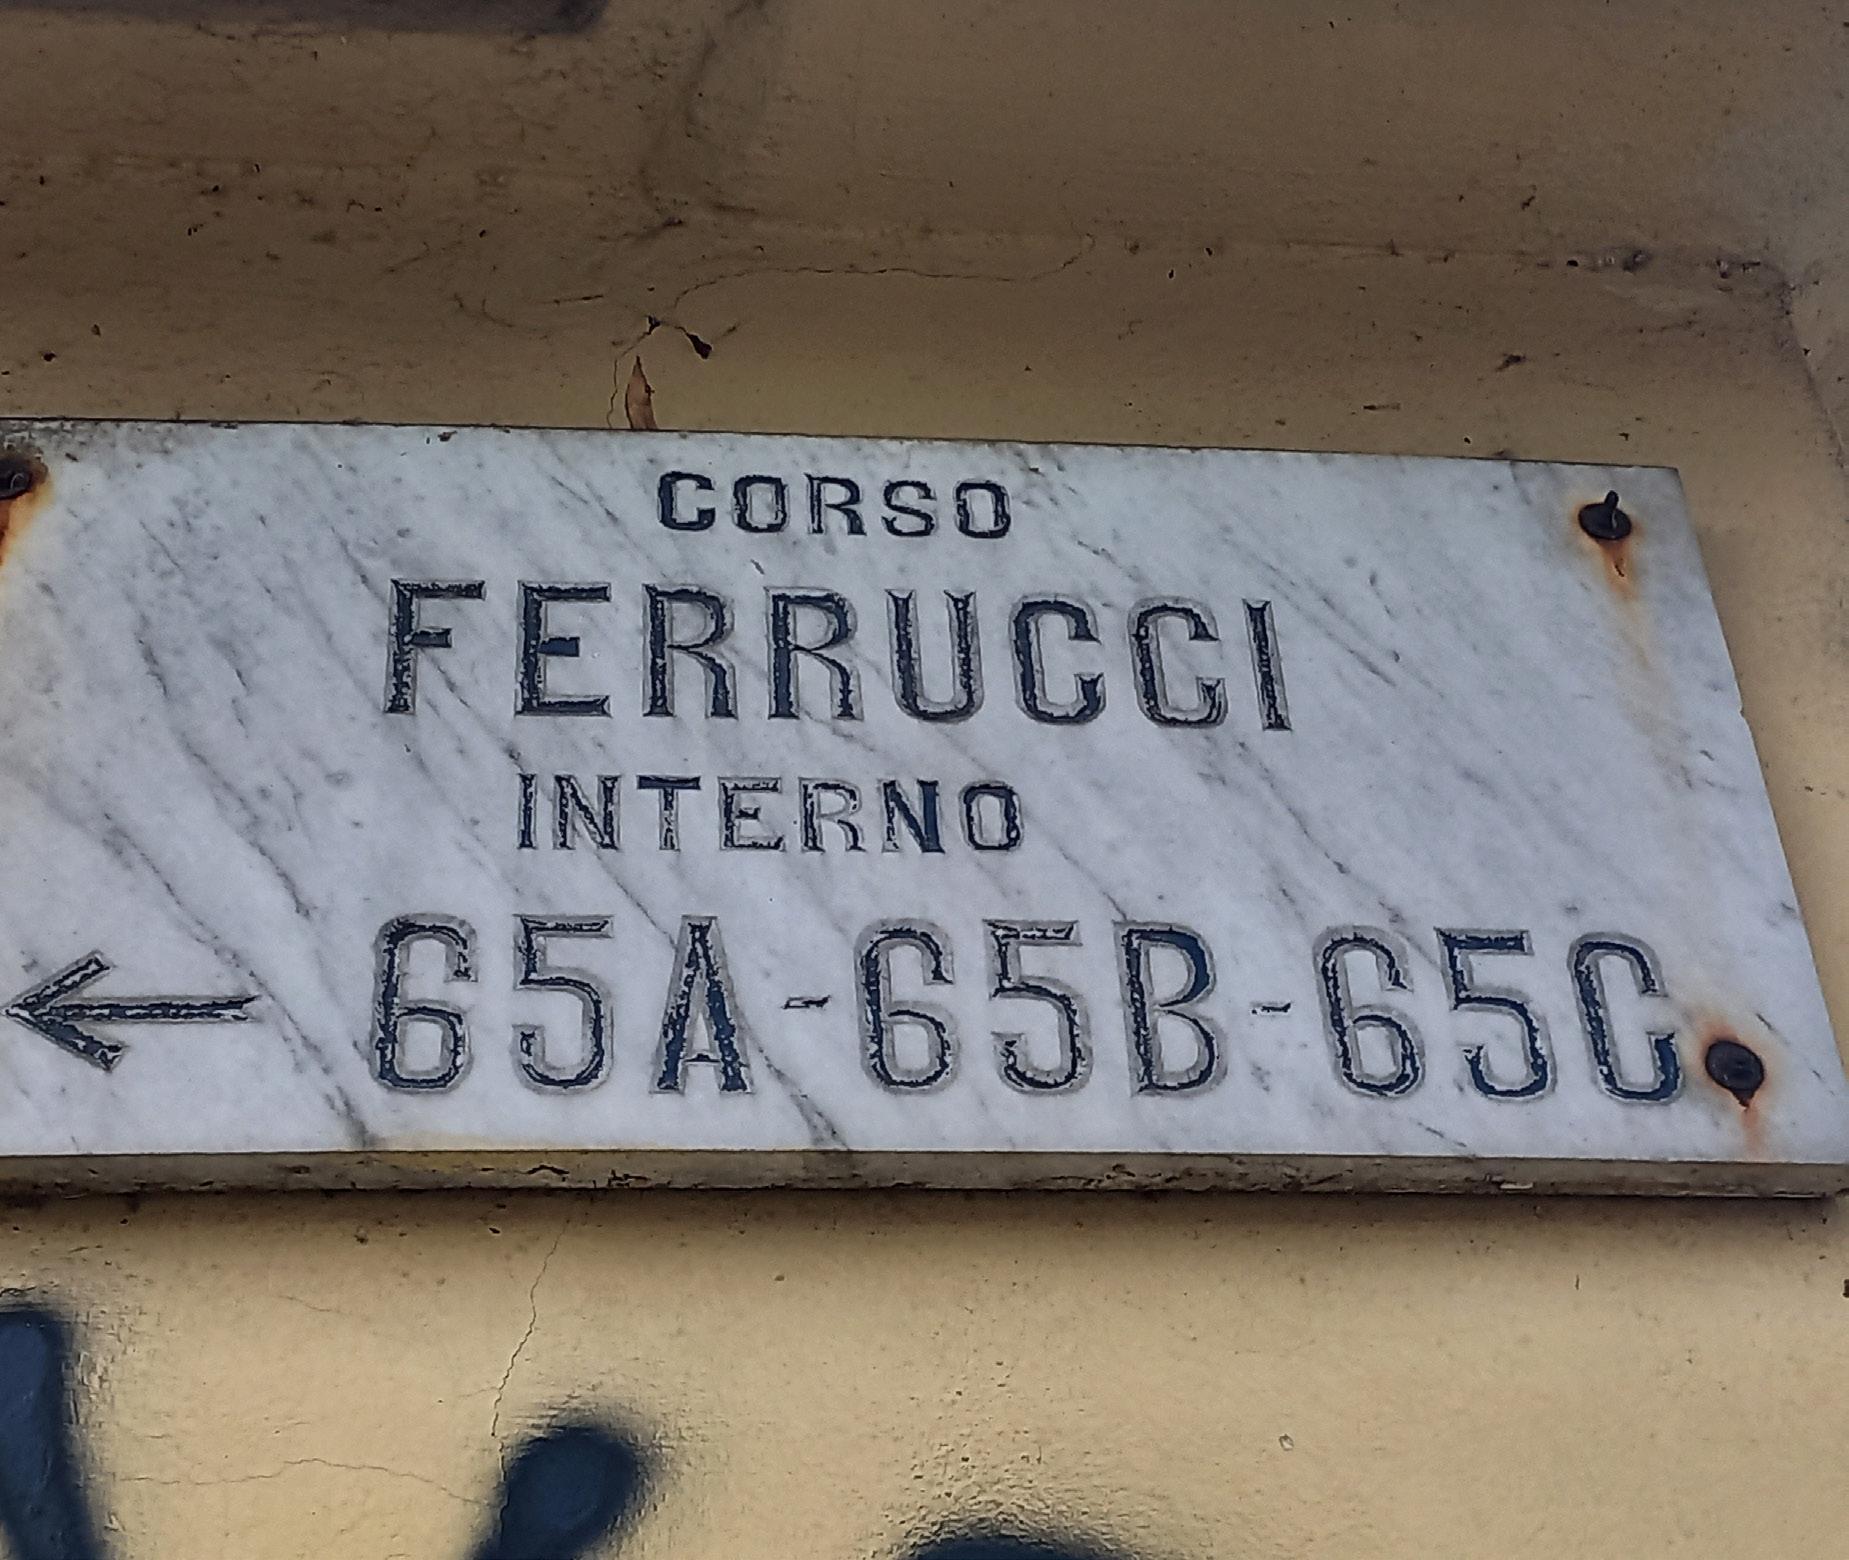 CORSO
FERRUCCI
INTERNO
← 65A-65B-65C